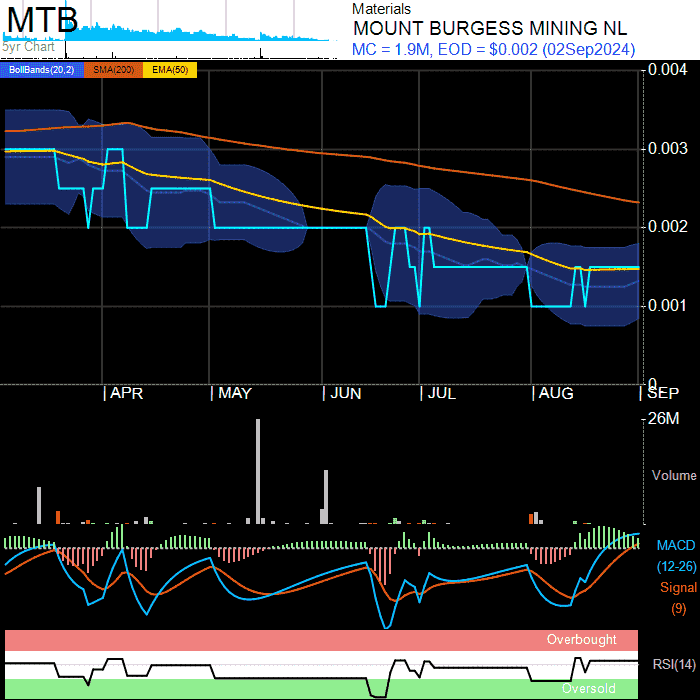 MTB
5yr Chart
Materials
MOUNT BURGESS MINING NL
MC = 1.9M, EOD = $0.002 (02Sep2024)
BollBands(20,2) SMA(200) EMA(50)
0.004
0.003
0.002
0.001
0
APR MAY JUN JUL AUG SEP
26M
Volume
MACD
(12-26)
Signal
(9)
Overbought
RSI(14)
Oversold